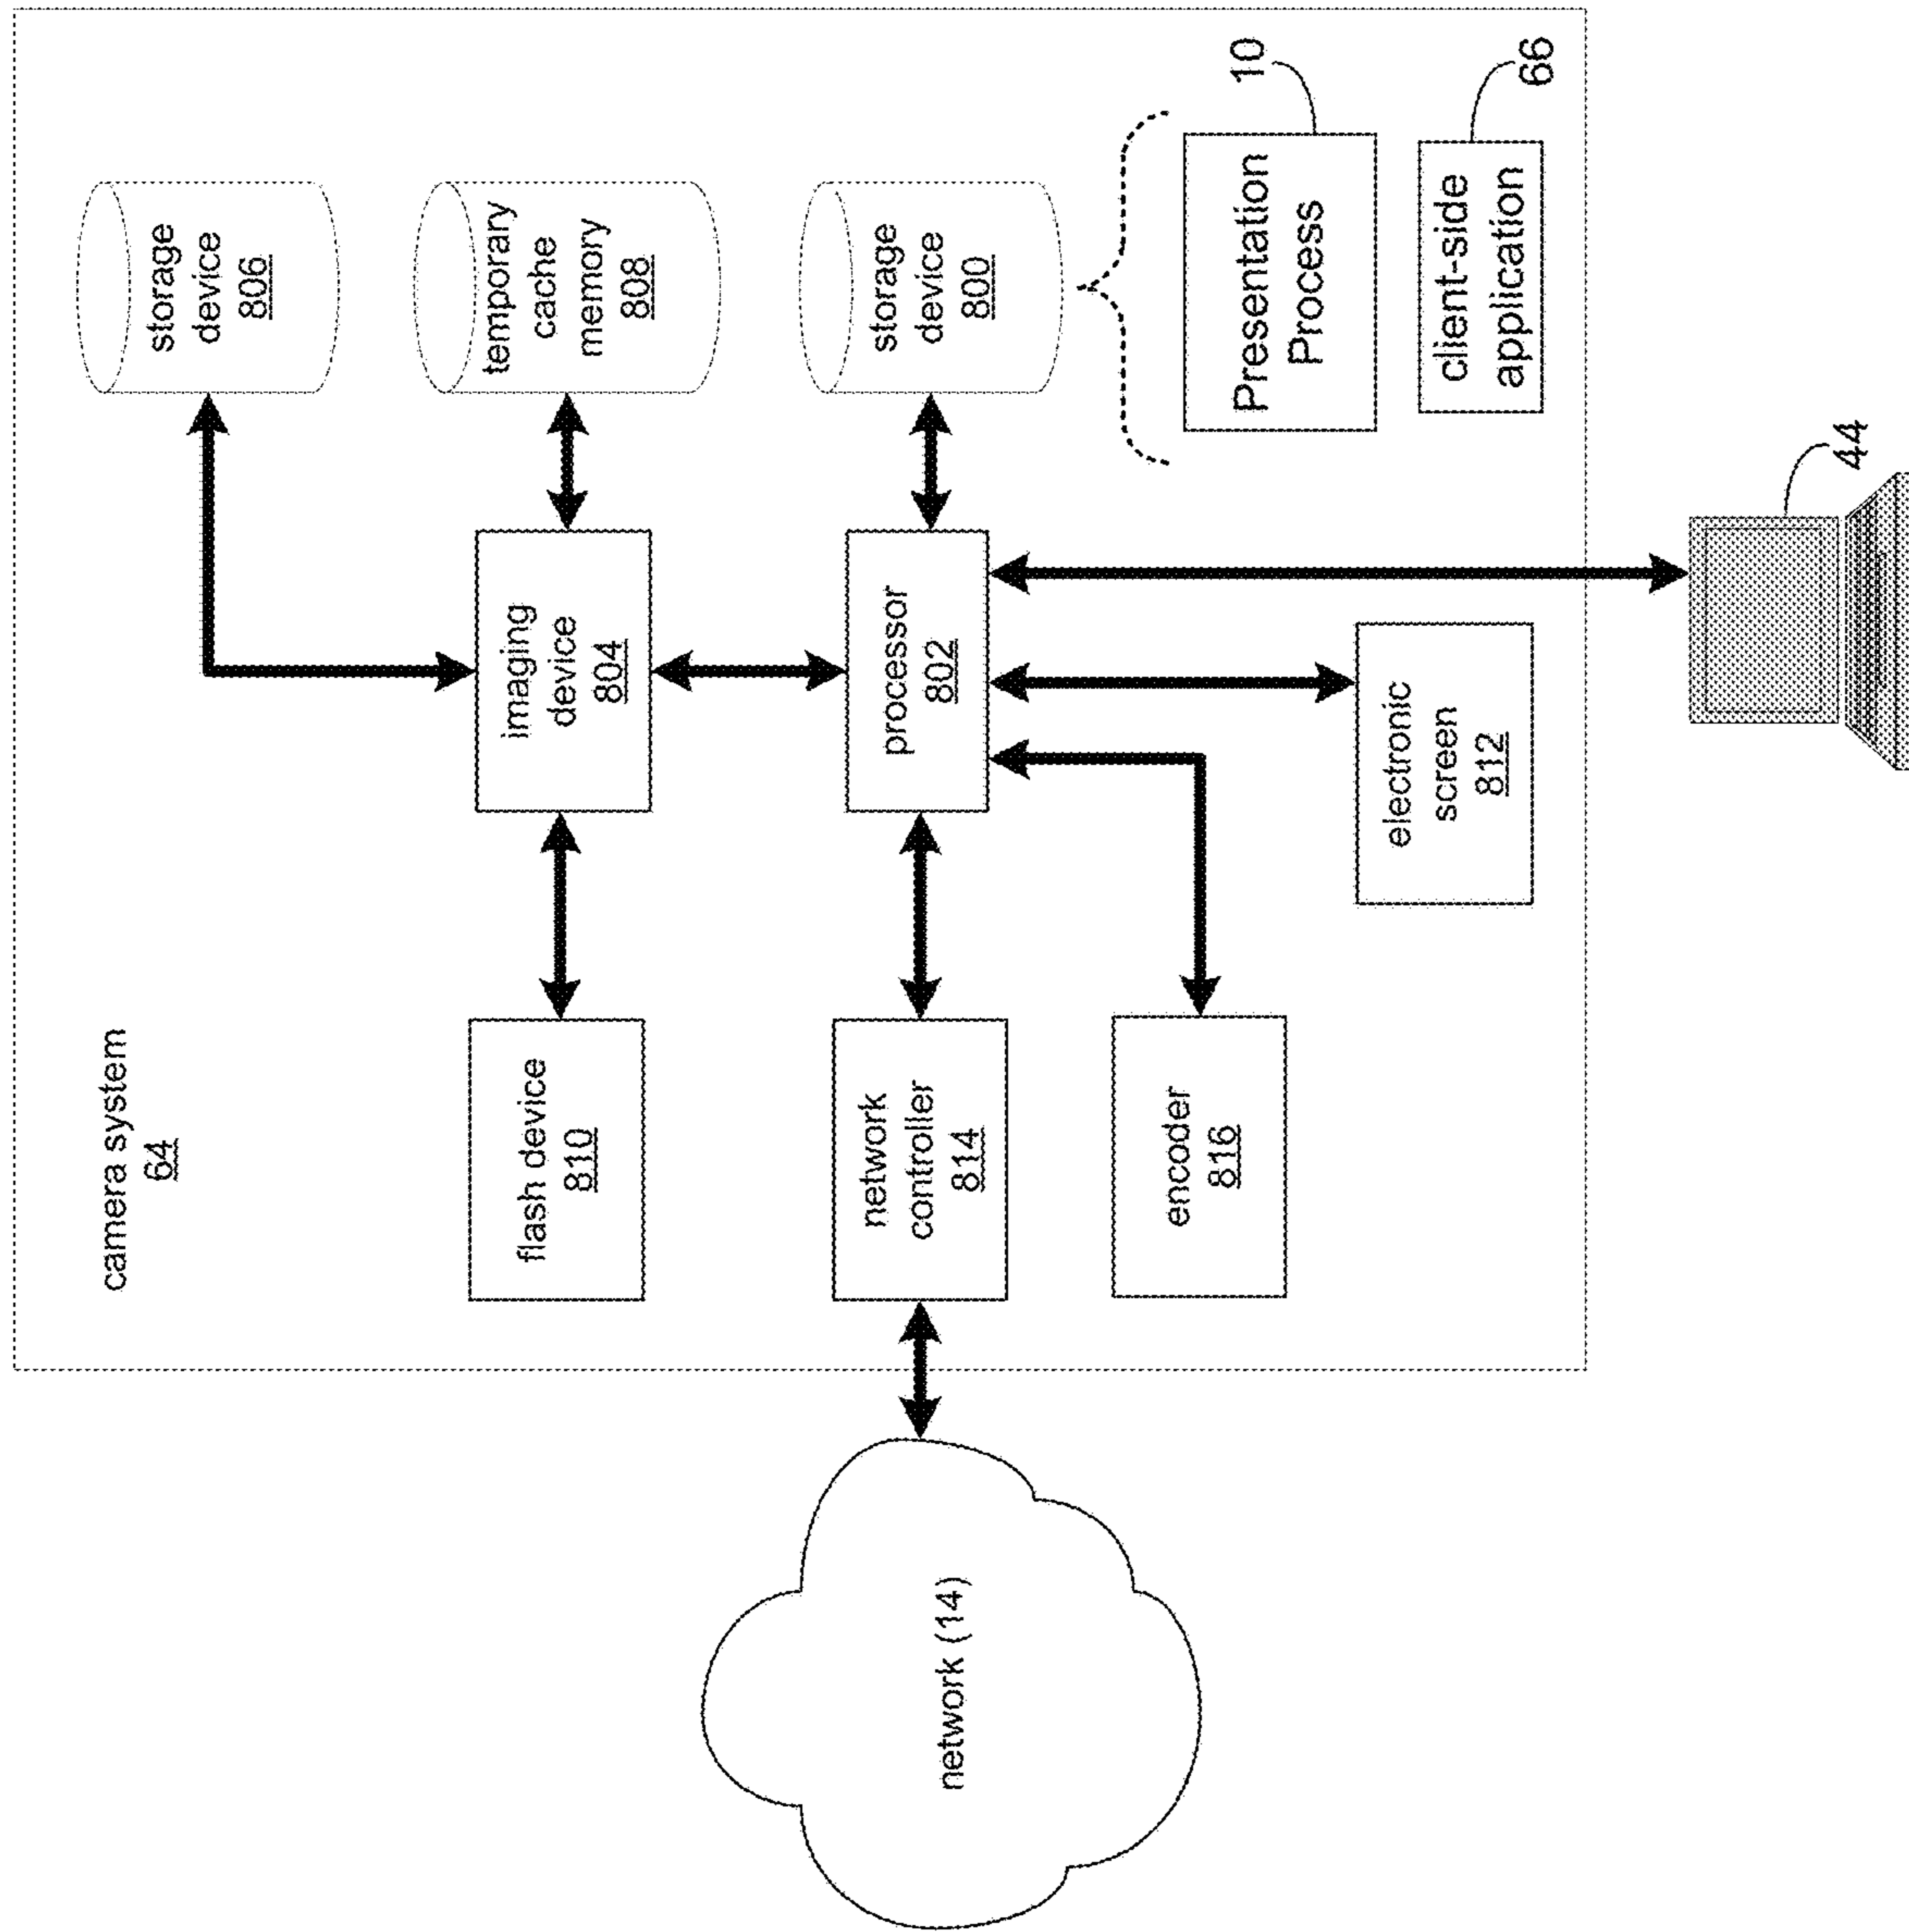 camera system
64
storage
device
806
flash device
810
imaging
device
804
temporary
cache
memory
808
network (14)
network
controller
814
processor
802
storage
device
800
encoder
816
Presentation
Process
10
electronic
screen
812
client-side
application
66
44